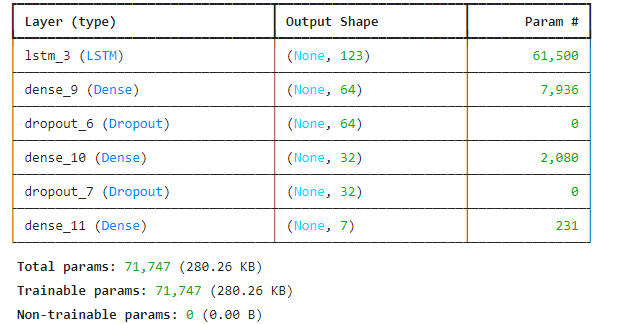 Layer (type) Output Shape Param #
lstm_3 (LSTM) (None, 123) 61,500
dense_9 (Dense) (None, 64) 7,936
dropout_6 (Dropout) (None, 64) 0
dense_10 (Dense) (None, 32) 2,080
dropout_7 (Dropout) (None, 32) 0
dense_11 (Dense) (None, 7) 231
Total params: 71,747 (280.26 KB)
Trainable params: 71,747 (280.26 KB)
Non-trainable params: 0 (0.00 B)